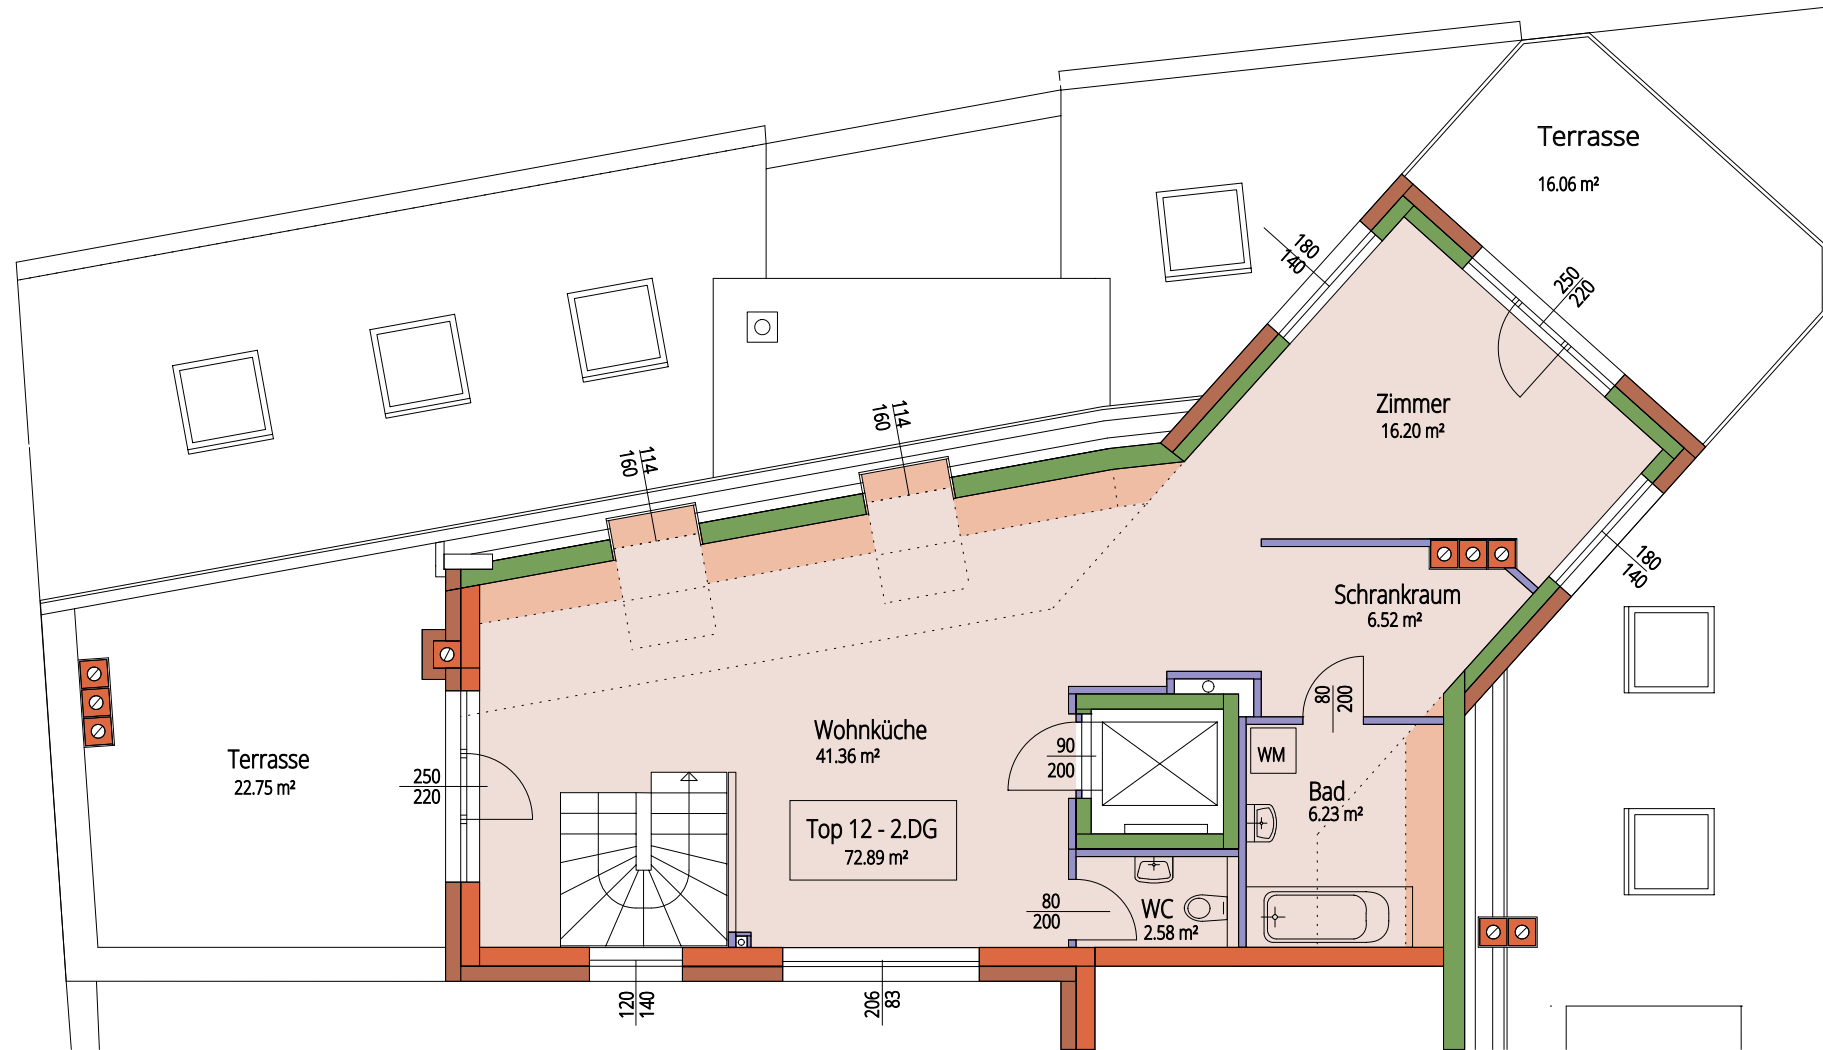 Terrasse
16.06 m²
180
140
250
220
Zimmer
16.20 m²
114
160
114
160
180
140
Schrankraum
6.52 m²
80
200
Wohnküche
41.36 m²
90
200
WM
Terrasse
22.75 m²
250
220
Bad
6.23 m²
Top 12 - 2.DG
72.89 m²
80
200
WC
2.58 m²
120
140
206
83